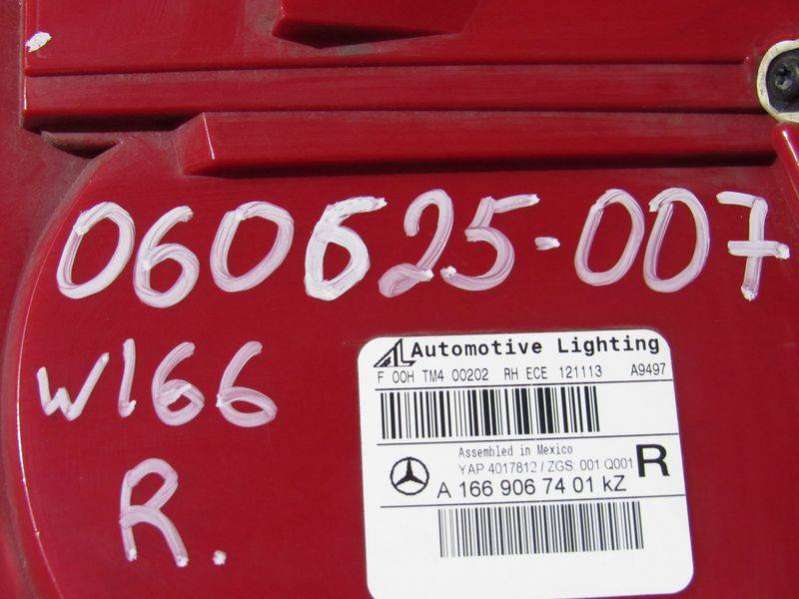 060625-007
W166
R.
AL Automotive Lighting
F 00H TM4 00202 RH ECE 121113 A9497
Assembled in Mexico
YAP 4017812 / ZGS 001 Q001 R
A 166 906 74 01 kZ